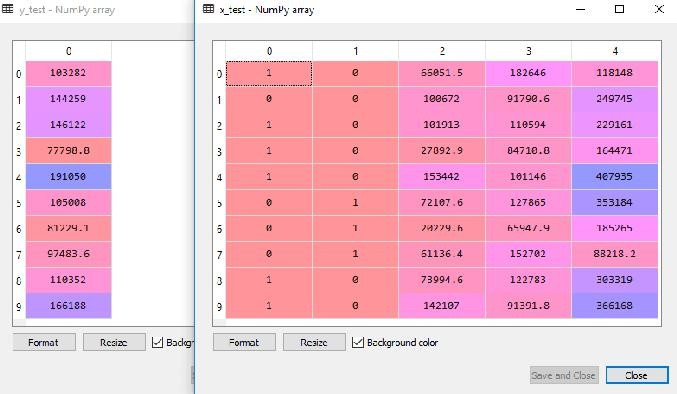 y_test - NumPy array
0
0 103282
1 144259
2 146122
3 77798.8
4 191050
5 105008
6 81229.1
7 97483.6
8 110352
9 166188
Format Resize Backgr
x_test - NumPy array
0 1 2 3 4
0 1 0 66051.5 182646 118148
1 0 0 100672 91790.6 249745
2 1 0 101913 110594 229161
3 1 0 27892.9 84710.8 164471
4 1 0 153442 101146 407935
5 0 1 72107.6 127865 353184
6 0 1 20229.6 65947.9 185265
7 0 1 61136.4 152702 88218.2
8 1 0 73994.6 122783 303319
9 1 0 142107 91391.8 366168
Format Resize Background color
Save and Close Close